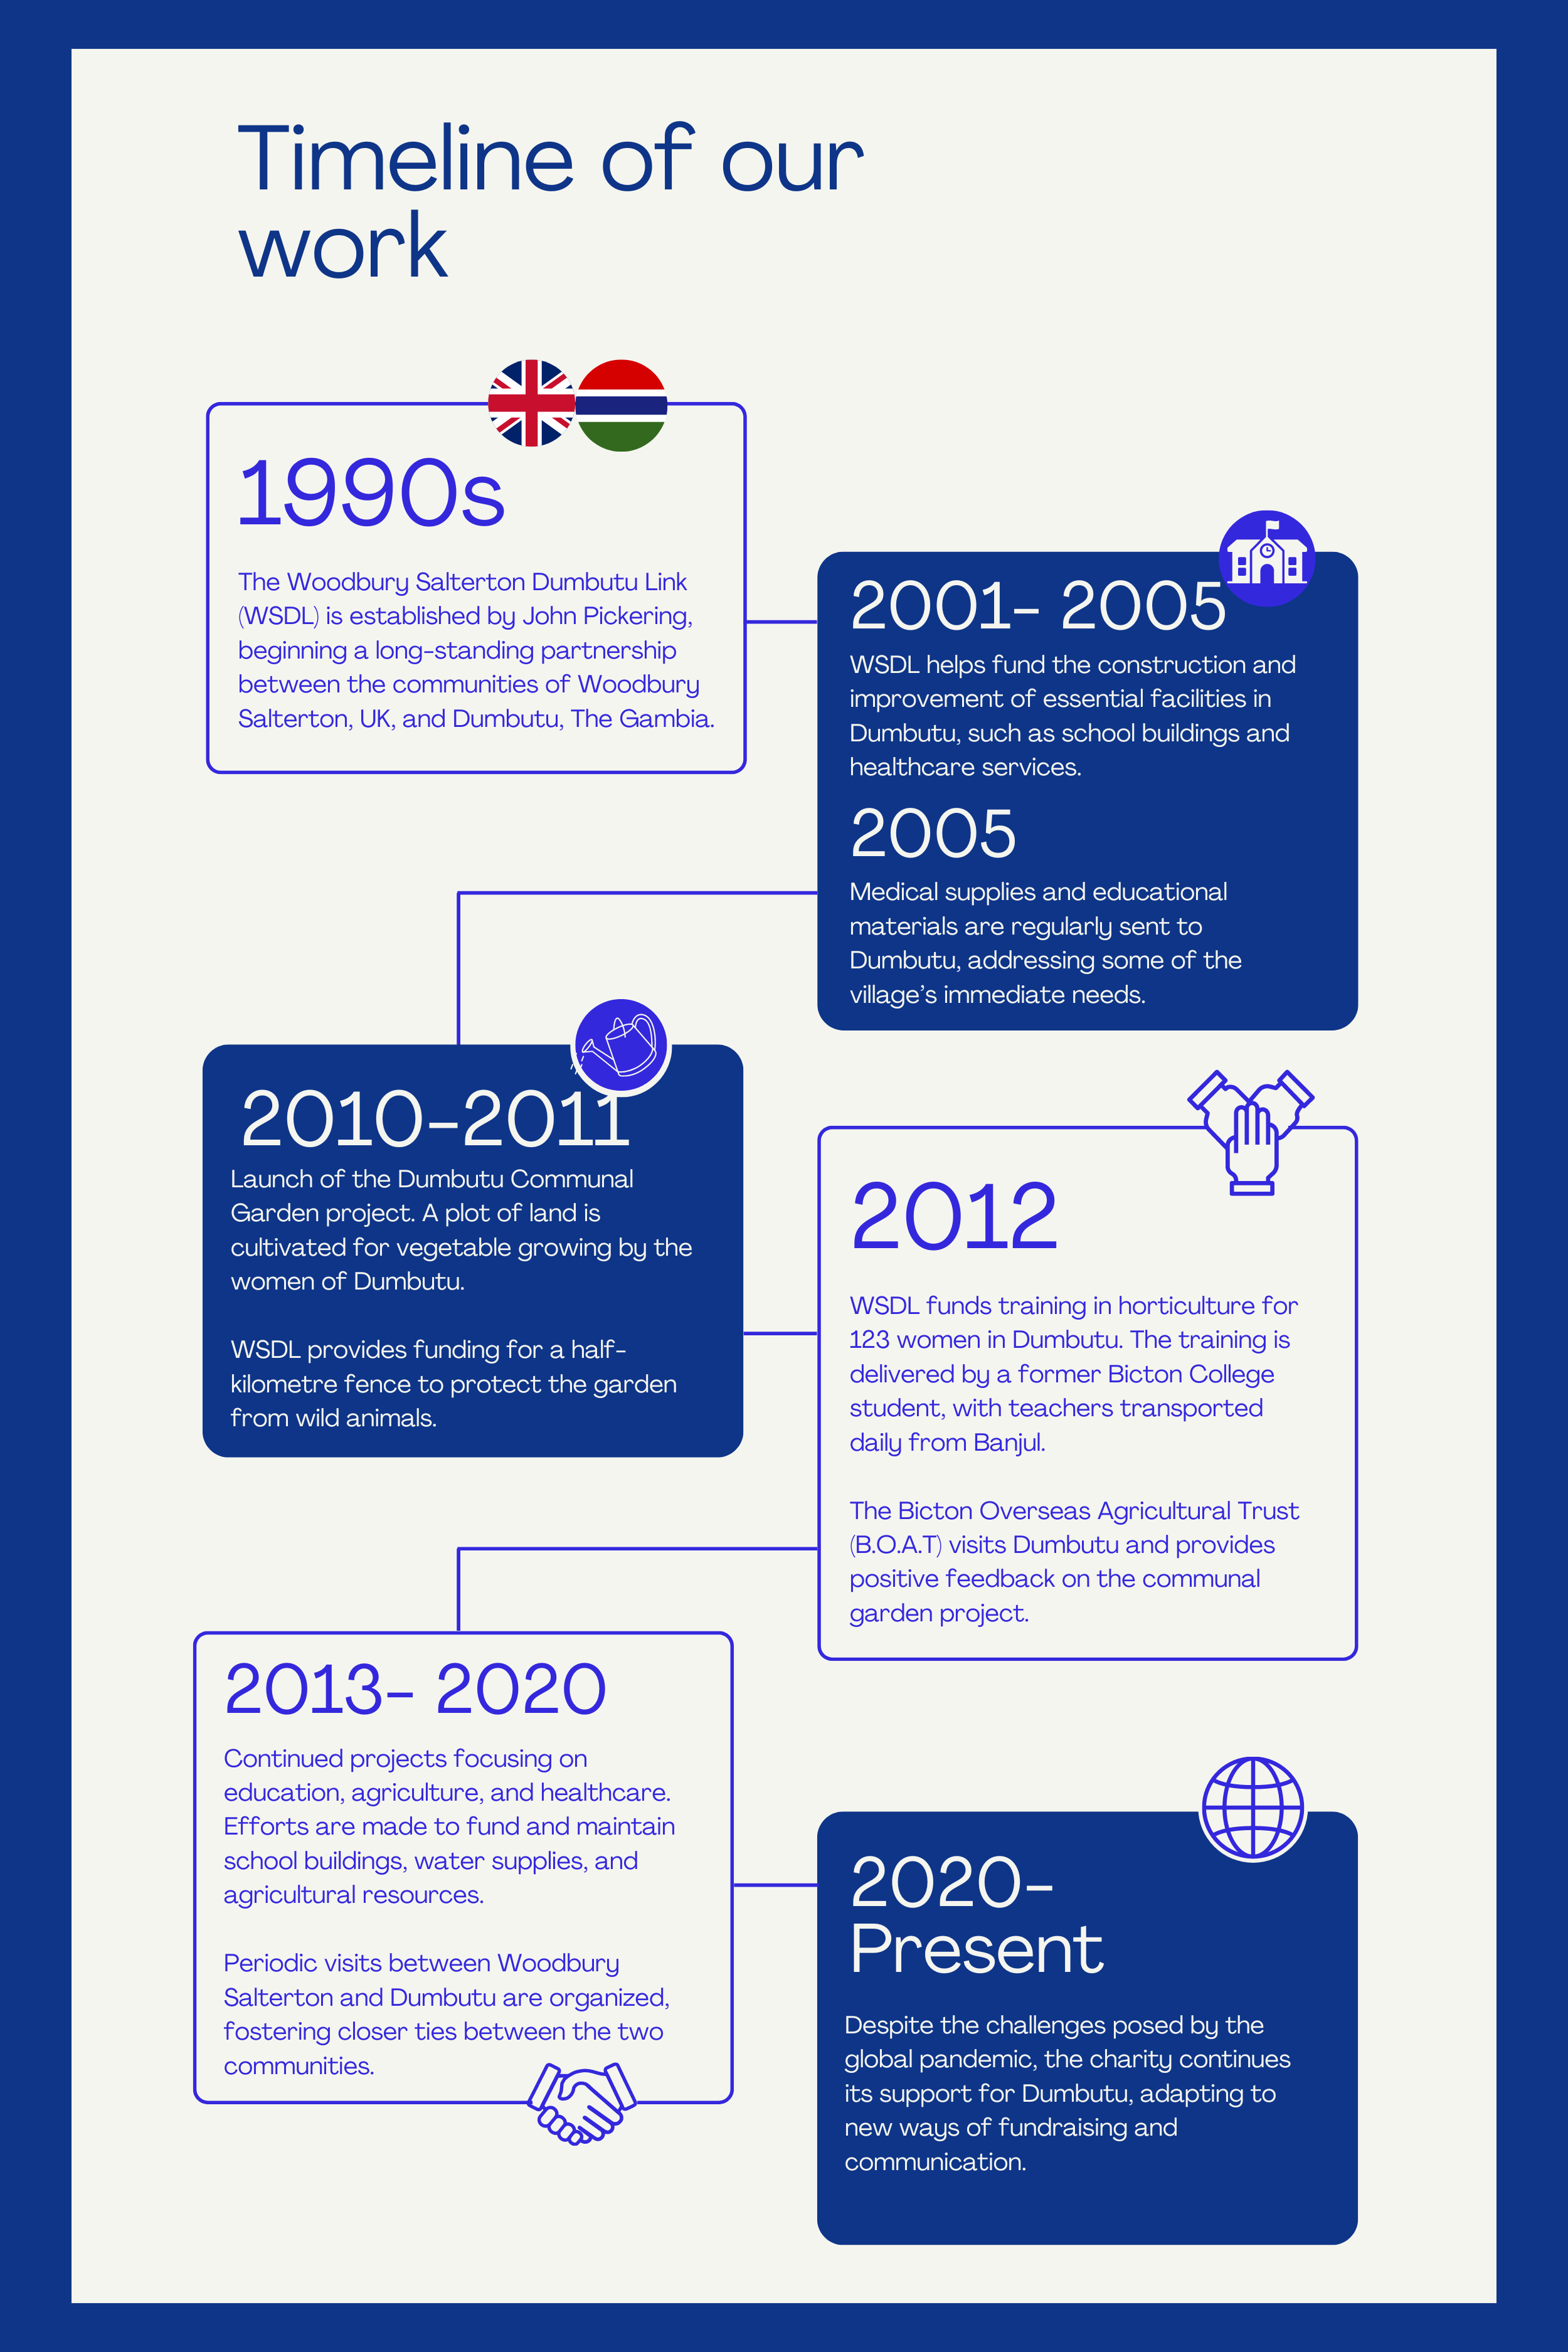 Timeline of our
work
1990s
The Woodbury Salterton Dumbutu Link
(WSDL) is established by John Pickering,
beginning a long-standing partnership
between the communities of Woodbury
Salterton, UK, and Dumbutu, The Gambia.
2001- 2005
WSDL helps fund the construction and
improvement of essential facilities in
Dumbutu, such as school buildings and
healthcare services.
2005
Medical supplies and educational
materials are regularly sent to
Dumbutu, addressing some of the
village's immediate needs.
2010-2011
Launch of the Dumbutu Communal
Garden project. A plot of land is
cultivated for vegetable growing by the
women of Dumbutu.
WSDL provides funding for a half-
kilometre fence to protect the garden
from wild animals.
2012
WSDL funds training in horticulture for
123 women in Dumbutu. The training is
delivered by a former Bicton College
student, with teachers transported
daily from Banjul.
The Bicton Overseas Agricultural Trust
(B.O.A.T) visits Dumbutu and provides
positive feedback on the communal
garden project.
2013- 2020
Continued projects focusing on
education, agriculture, and healthcare.
Efforts are made to fund and maintain
school buildings, water supplies, and
agricultural resources.
Periodic visits between Woodbury
Salterton and Dumbutu are organized,
fostering closer ties between the two
communities.
2020-
Present
Despite the challenges posed by the
global pandemic, the charity continues
its support for Dumbutu, adapting to
new ways of fundraising and
communication.